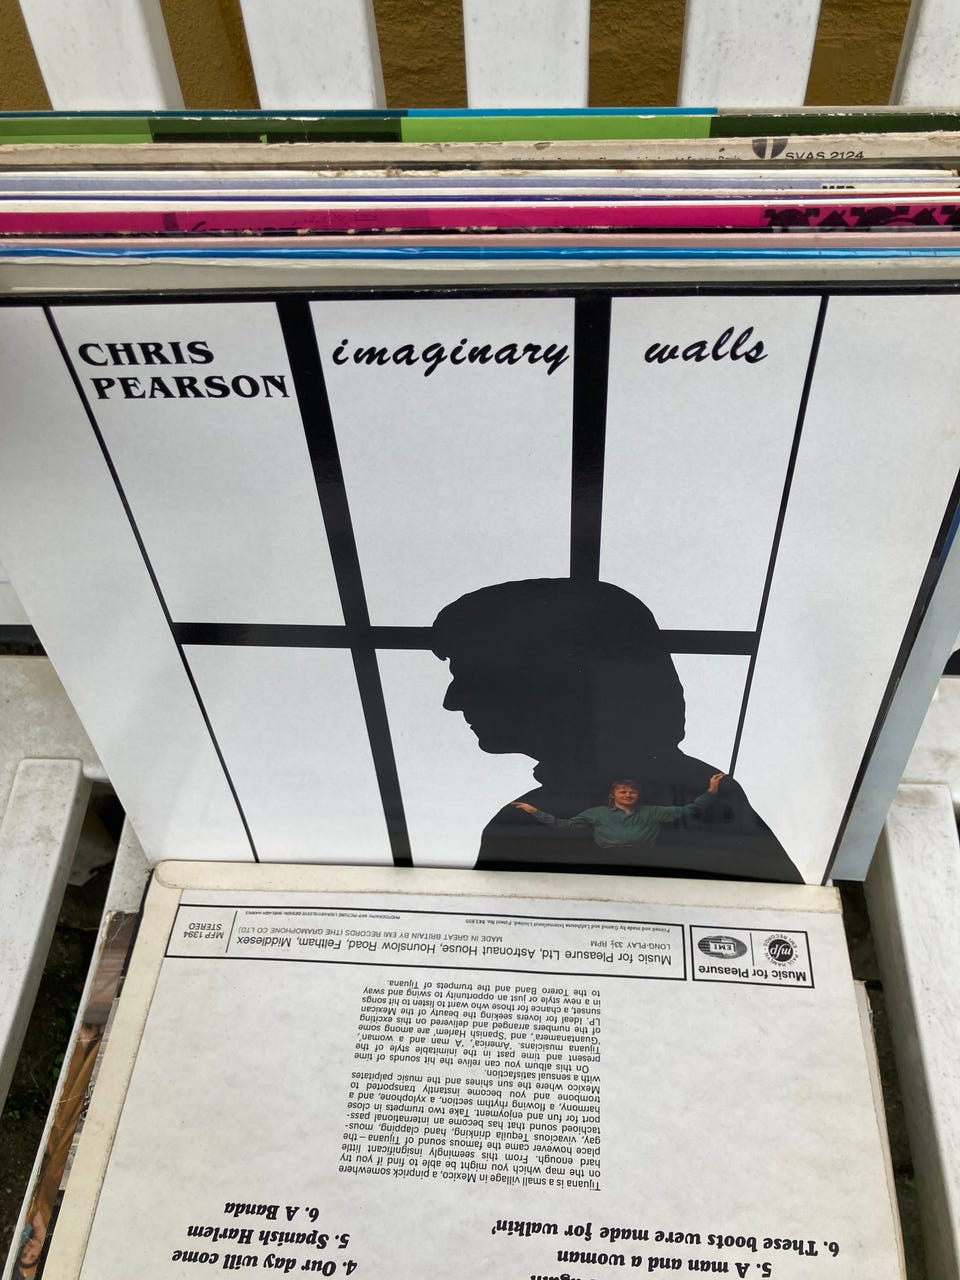 SVAS 2124
CHRIS
PEARSON
imaginary walls
Music for Pleasure
EMI
mfp
Music for Pleasure Ltd, Astronaut House, Hounslow Road, Feltham, Middlesex
LONG-PLAY 33⅓ RPM
MADE IN GREAT BRITAIN BY EMI RECORDS (THE GRAMOPHONE CO LTD)
MFP 1394
STEREO
Tijuana is a small village in Mexico, a pinprick somewhere
on the map which you might be able to find if you try
hard enough. From this seemingly insignificant little
place however came the famous sound of Tijuana – the
gay, vivacious Tequila drinking, hand clapping, mous-
tachioed sound that has become an international pass-
port for fun and enjoyment. Take two trumpets in close
harmony, a flowing rhythm section, a xylophone, and a
trombone and you become instantly transported to
Mexico where the sun shines and the music palpitates
with a sensual satisfaction.
On this album you can relive the hit sounds of time
present and time past in the inimitable style of the
Tijuana musicians. 'America', 'A man and a woman',
'Guantanamera', and 'Spanish Harlem' are among some
of the numbers arranged and delivered on this exciting
LP. Ideal for lovers seeking the beauty of the Mexican
sunset, a chance for those who want to listen to hit songs
in a new style or just an opportunity to swing and sway
to the Torero Band and the trumpets of Tijuana.
5. A man and a woman
6. These boots were made for walkin'
4. Our day will come
5. Spanish Harlem
6. A Banda